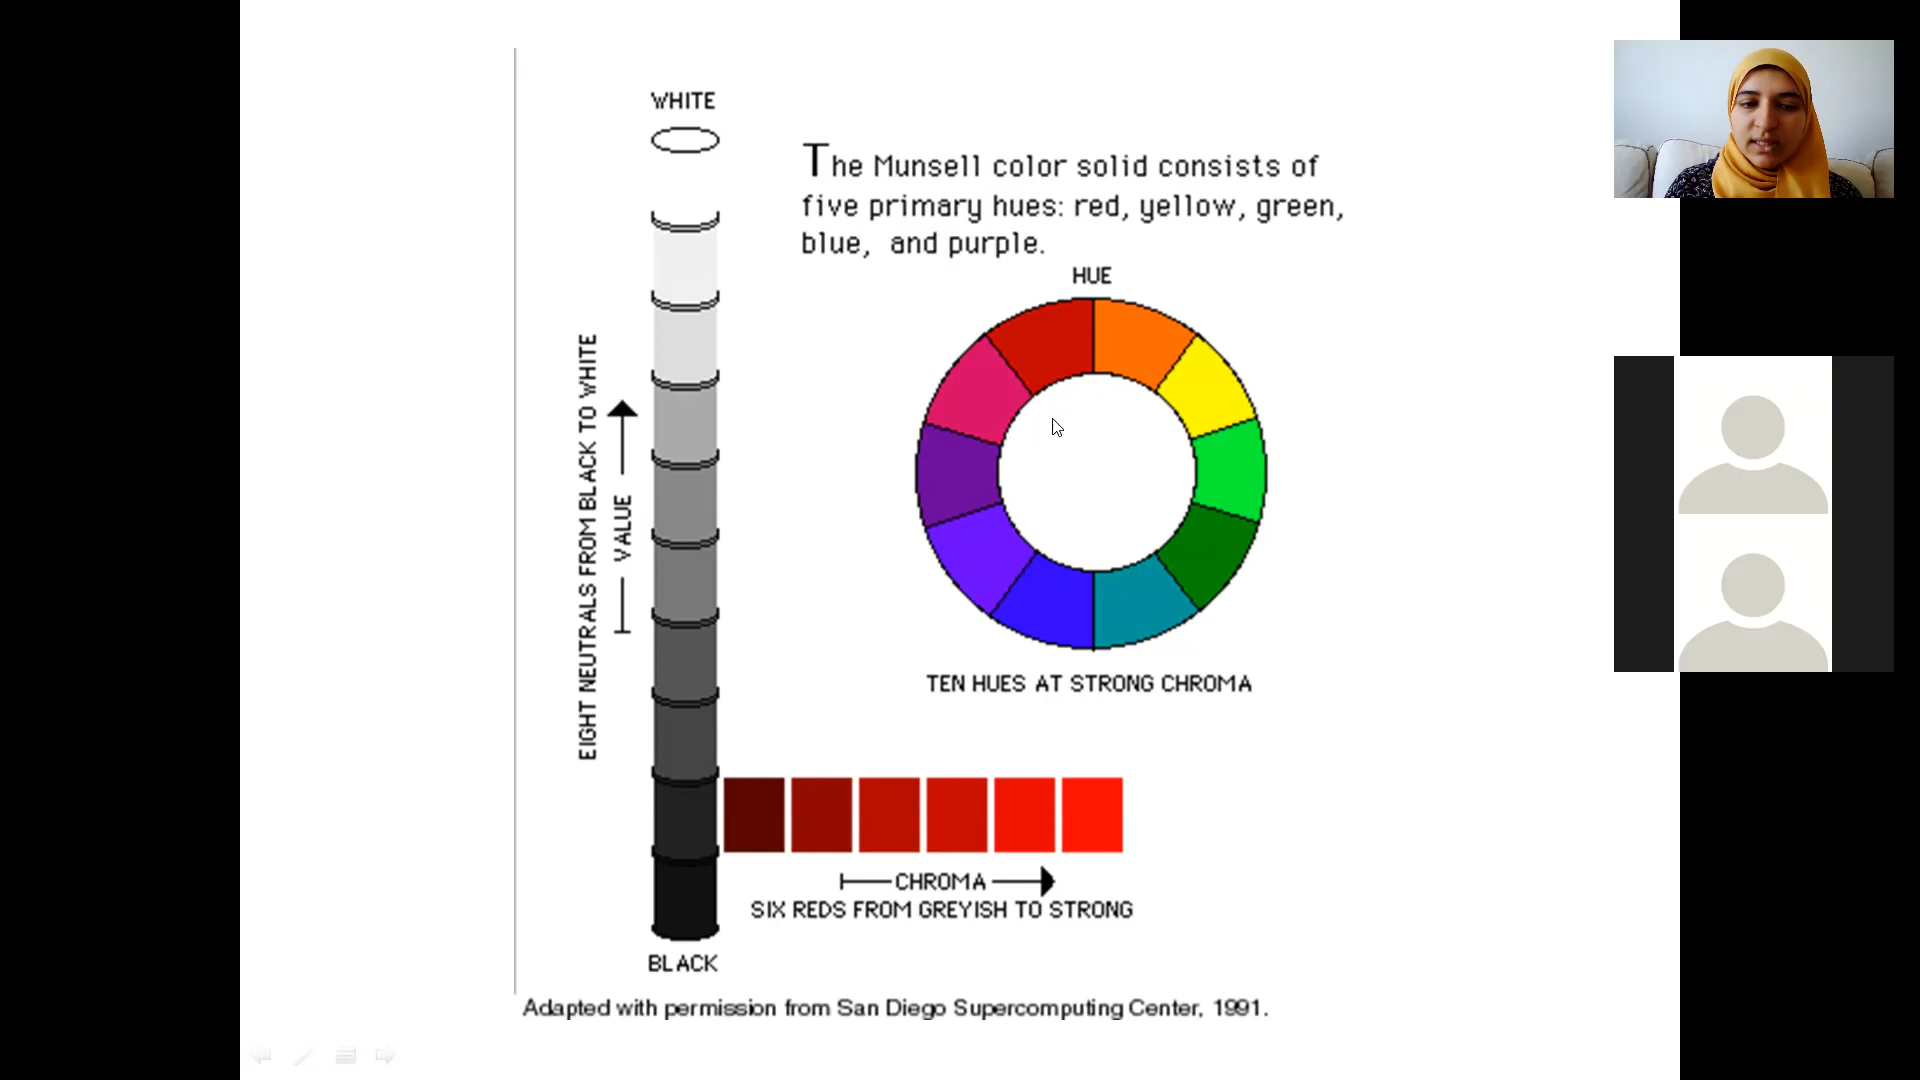 WHITE
The Munsell color solid consists of
five primary hues: red, yellow, green,
blue, and purple.
HUE
EIGHT NEUTRALS FROM BLACK TO WHITE
VALUE
TEN HUES AT STRONG CHROMA
CHROMA
SIX REDS FROM GREYISH TO STRONG
BLACK
Adapted with permission from San Diego Supercomputing Center, 1991.